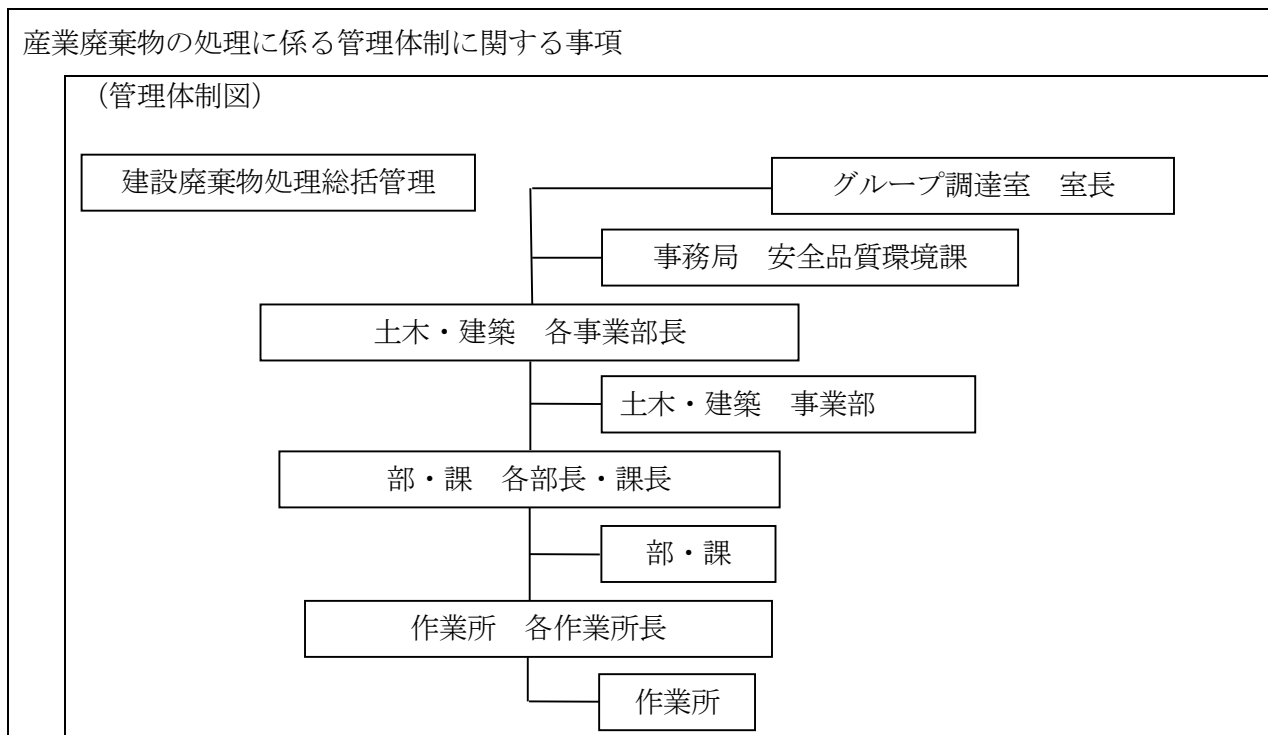 産業廃棄物の処理に係る管理体制に関する事項
（管理体制図）
建設廃棄物処理総括管理
グループ調達室　室長
事務局　安全品質環境課
土木・建築　各事業部長
土木・建築　事業部
部・課　各部長・課長
部・課
作業所　各作業所長
作業所